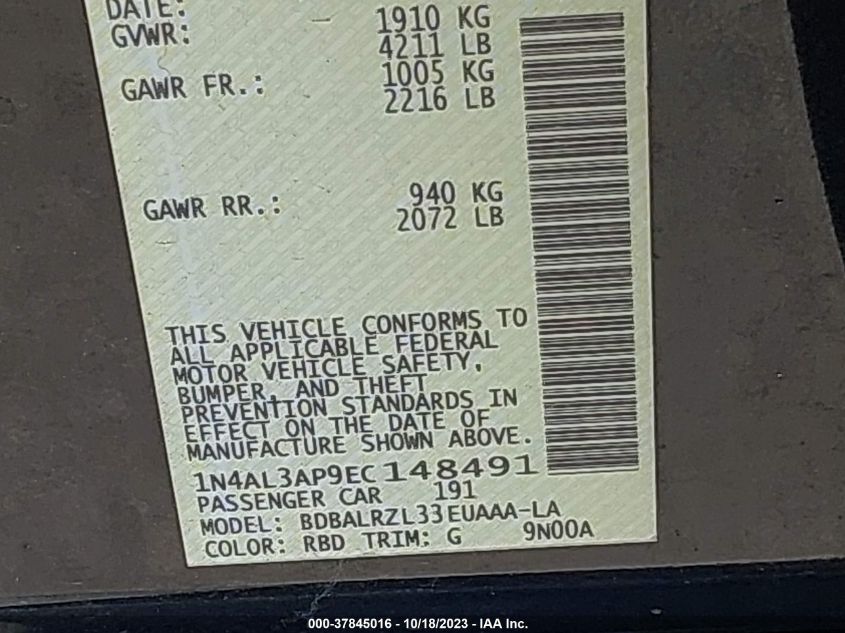 DATE:
GVWR: 1910 KG
4211 LB
GAWR FR.: 1005 KG
2216 LB
GAWR RR.: 940 KG
2072 LB
THIS VEHICLE CONFORMS TO
ALL APPLICABLE FEDERAL
MOTOR VEHICLE SAFETY,
BUMPER, AND THEFT
PREVENTION STANDARDS IN
EFFECT ON THE DATE OF
MANUFACTURE SHOWN ABOVE.
1N4AL3AP9EC148491
PASSENGER CAR 191
MODEL: BDBALRZL33EUAAA-LA
COLOR: RBD TRIM: G 9N00A
000-37845016 - 10/18/2023 - IAA Inc.